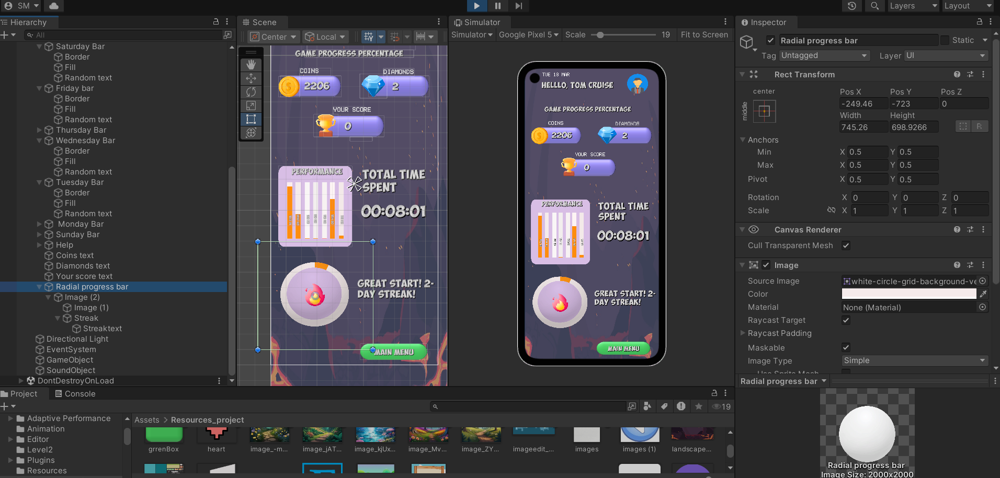 SM
Layers
Layout
Hierarchy
All
Saturday Bar
Border
Fill
Random text
Friday bar
Border
Fill
Random text
Thursday Bar
Wednesday Bar
Border
Fill
Random text
Tuesday Bar
Border
Fill
Random text
Monday Bar
Sunday Bar
Help
Coins text
Diamonds text
Your score text
Radial progress bar
Image (2)
Image (1)
Streak
Streaktext
Directional Light
EventSystem
GameObject
SoundObject
DontDestroyOnLoad
Scene
Center
Local
GAME PROGRESS PERCENTAGE
COINS
DIAMONDS
2206
2
YOUR SCORE
0
PERFORMANCE
TOTAL TIME
SPENT
00:08:01
GREAT START! 2-
DAY STREAK!
MAIN MENU
Simulator
Simulator
Google Pixel 5
Scale
19
Fit to Screen
TUE 18 MAR
HELLLO, TOM CRUISE
GAME PROGRESS PERCENTAGE
COINS
DIAMONDS
2206
2
YOUR SCORE
0
PERFORMANCE
TOTAL TIME
SPENT
00:08:01
GREAT START! 2-
DAY STREAK!
MAIN MENU
Inspector
Radial progress bar
Static
Tag
Untagged
Layer
UI
Rect Transform
center
middle
Pos X
Pos Y
Pos Z
-249.46
-723
0
Width
Height
745.26
698.9266
R
Anchors
Min
X 0.5
Y 0.5
Max
X 0.5
Y 0.5
Pivot
X 0.5
Y 0.5
Rotation
X 0
Y 0
Z 0
Scale
X 1
Y 1
Z 1
Canvas Renderer
Cull Transparent Mesh
Image
Source Image
white-circle-grid-background-ve
Color
Material
None (Material)
Raycast Target
Raycast Padding
Maskable
Image Type
Simple
Use Sprite Mesh
Radial progress bar
Radial progress bar
Image Size: 2000x2000
Project
Console
19
Adaptive Performance
Animation
Editor
Level2
Plugins
Resources
Assets > Resources_project
grrenBox
heart
image_-m...
image_jAT...
image_kjUx...
image_Mv...
image_ZY...
imageedit_...
images
images (1)
landscape...